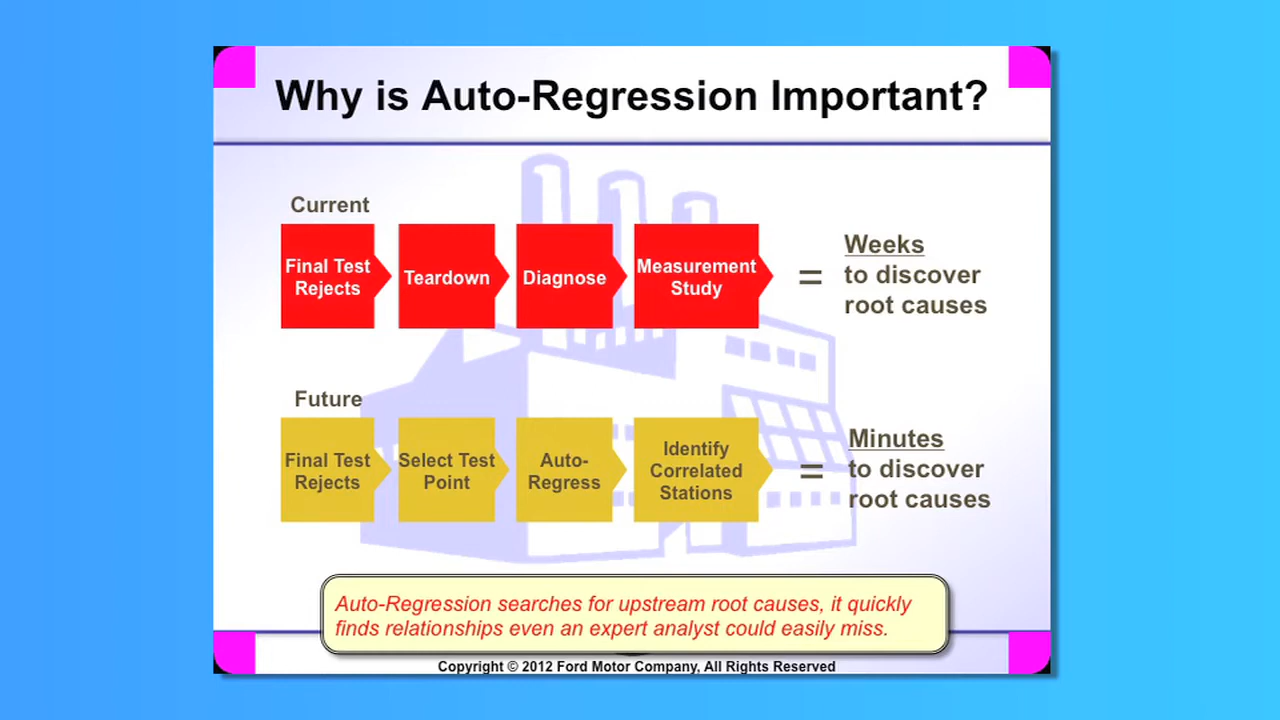 Why is Auto-Regression Important?
Current
Final Test
Rejects
Teardown
Diagnose
Measurement
Study
=
Weeks
to discover
root causes
Future
Final Test
Rejects
Select Test
Point
Auto-
Regress
Identify
Correlated
Stations
=
Minutes
to discover
root causes
Auto-Regression searches for upstream root causes, it quickly
finds relationships even an expert analyst could easily miss.
Copyright © 2012 Ford Motor Company, All Rights Reserved